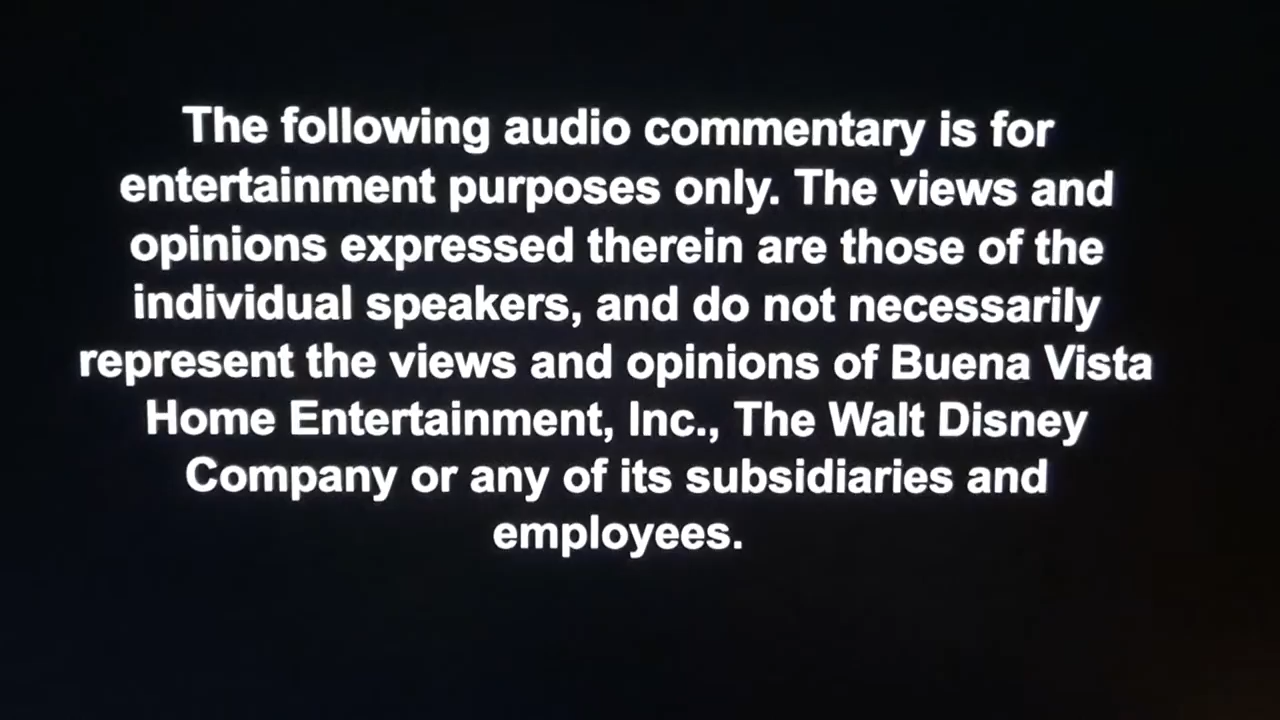 The following audio commentary is for
entertainment purposes only. The views and
opinions expressed therein are those of the
individual speakers, and do not necessarily
represent the views and opinions of Buena Vista
Home Entertainment, Inc., The Walt Disney
Company or any of its subsidiaries and
employees.